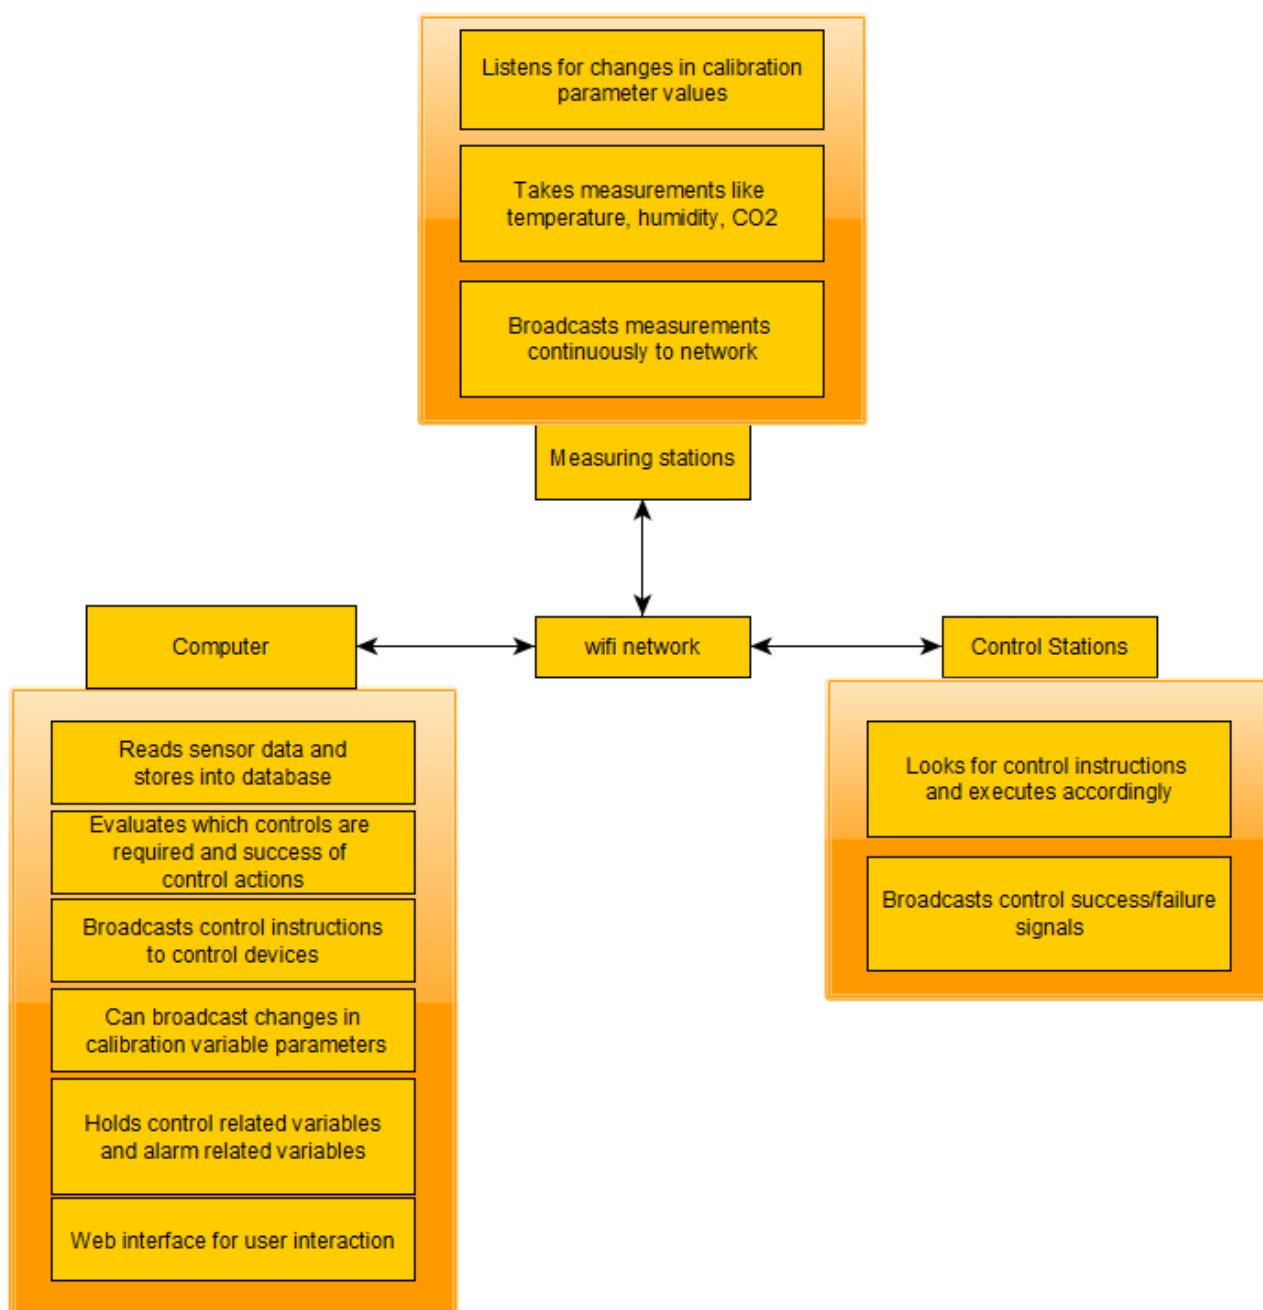 Listens for changes in calibration
parameter values
Takes measurements like
temperature, humidity, CO2
Broadcasts measurements
continuously to network
Measuring stations
Computer
wifi network
Control Stations
Reads sensor data and
stores into database
Evaluates which controls are
required and success of
control actions
Broadcasts control instructions
to control devices
Can broadcast changes in
calibration variable parameters
Holds control related variables
and alarm related variables
Web interface for user interaction
Looks for control instructions
and executes accordingly
Broadcasts control success/failure
signals